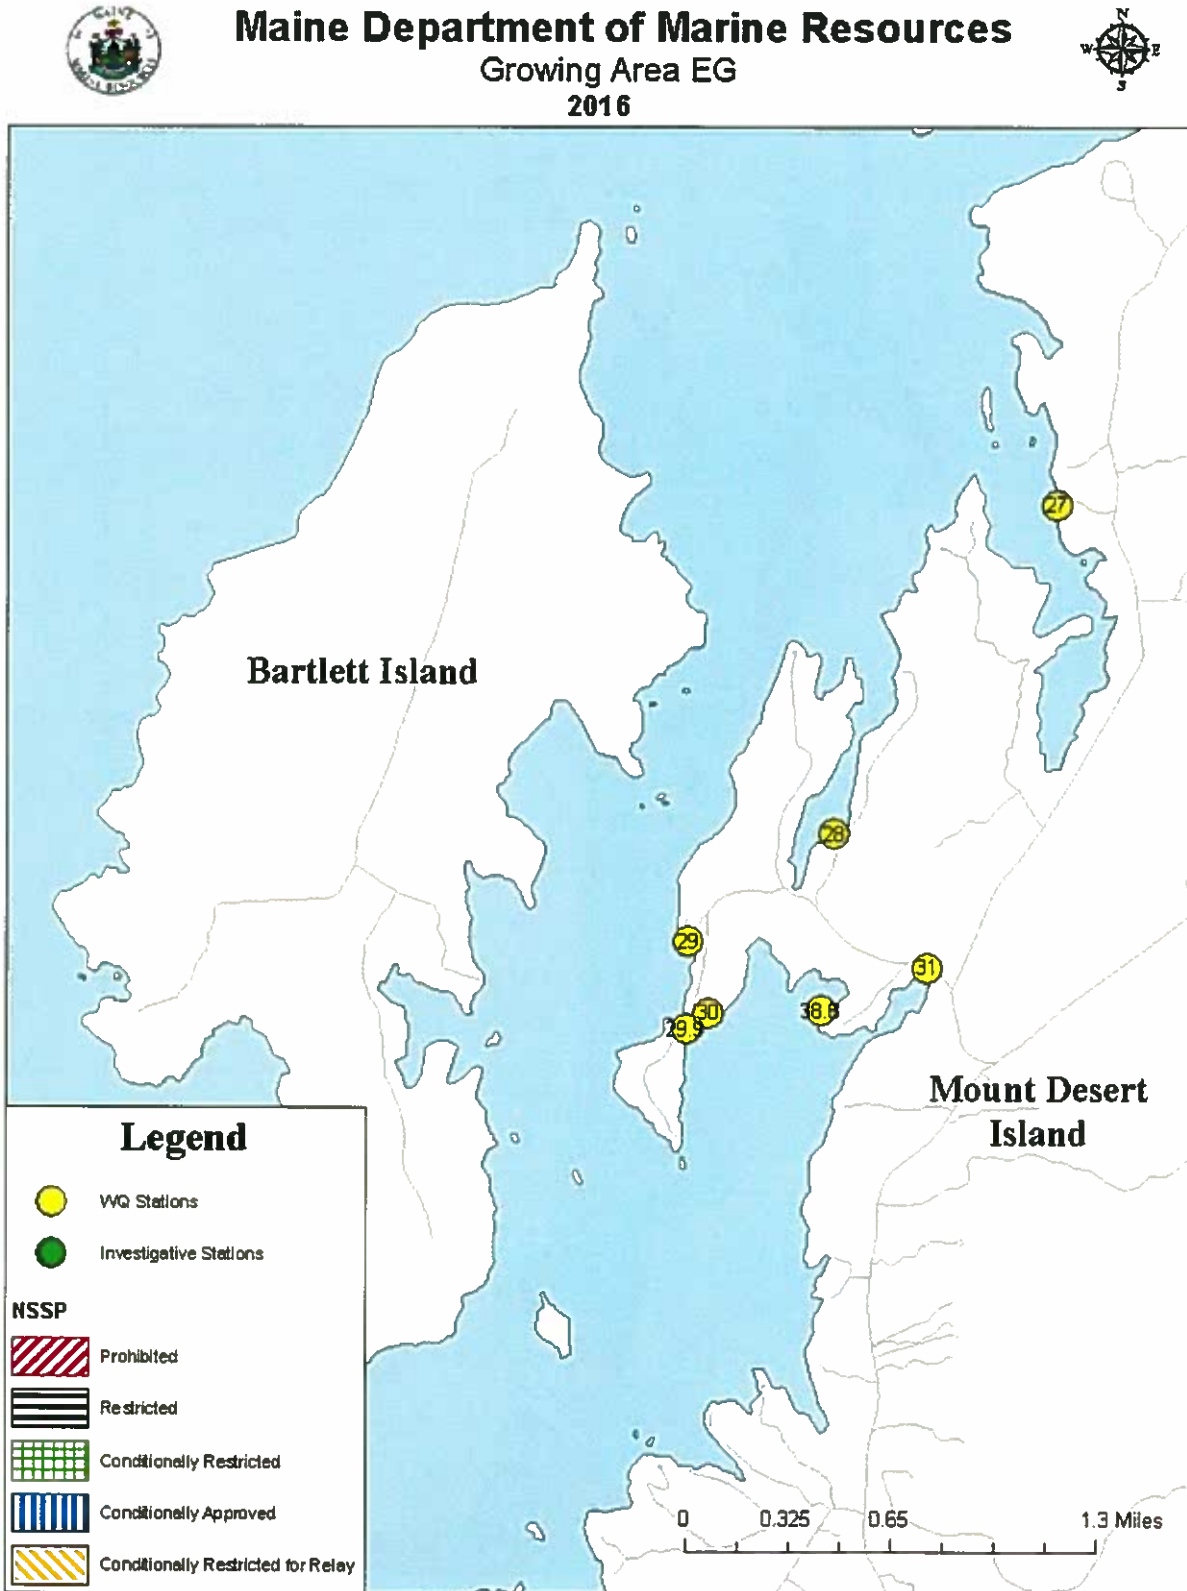 Maine Department of Marine Resources
Growing Area EG
2016
N
W E
S
27
Bartlett Island
28
29
31
30
38.8
29.9
Mount Desert
Island
Legend
WQ Stations
Investigative Stations
NSSP
Prohibited
Restricted
Conditionally Restricted
Conditionally Approved
Conditionally Restricted for Relay
0 0.325 0.65 1.3 Miles